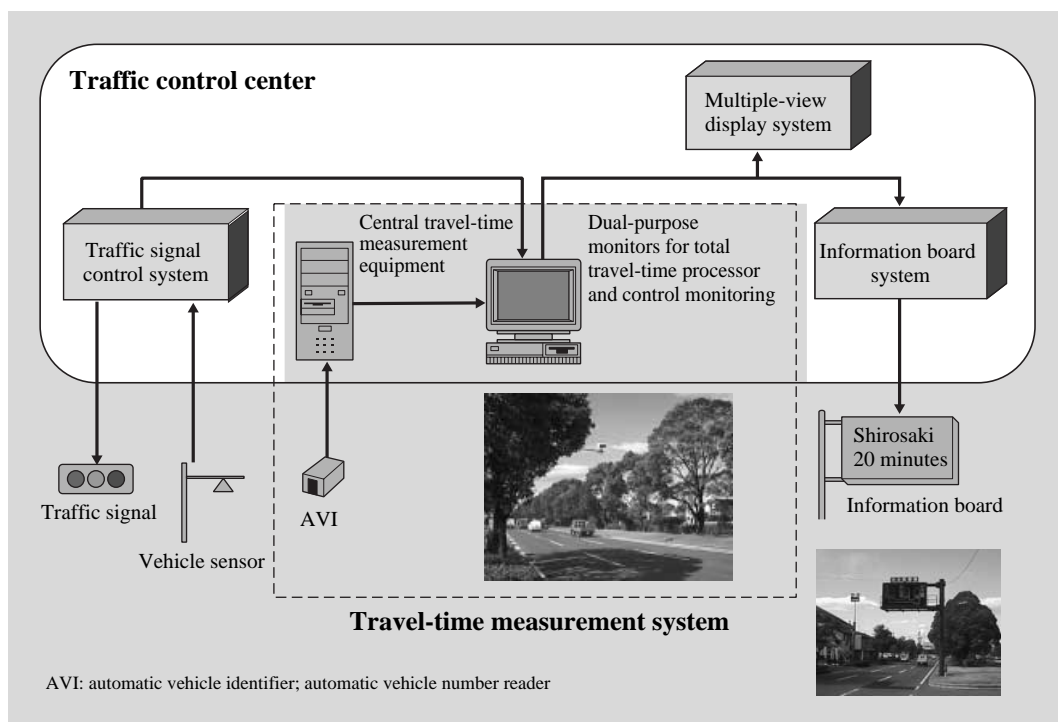 Traffic control center
Multiple-view
display system
Central travel-time
measurement
equipment
Dual-purpose
monitors for total
travel-time processor
and control monitoring
Traffic signal
control system
Information board
system
Shirosaki
20 minutes
Traffic signal
AVI
Information board
Vehicle sensor
Travel-time measurement system
AVI: automatic vehicle identifier; automatic vehicle number reader